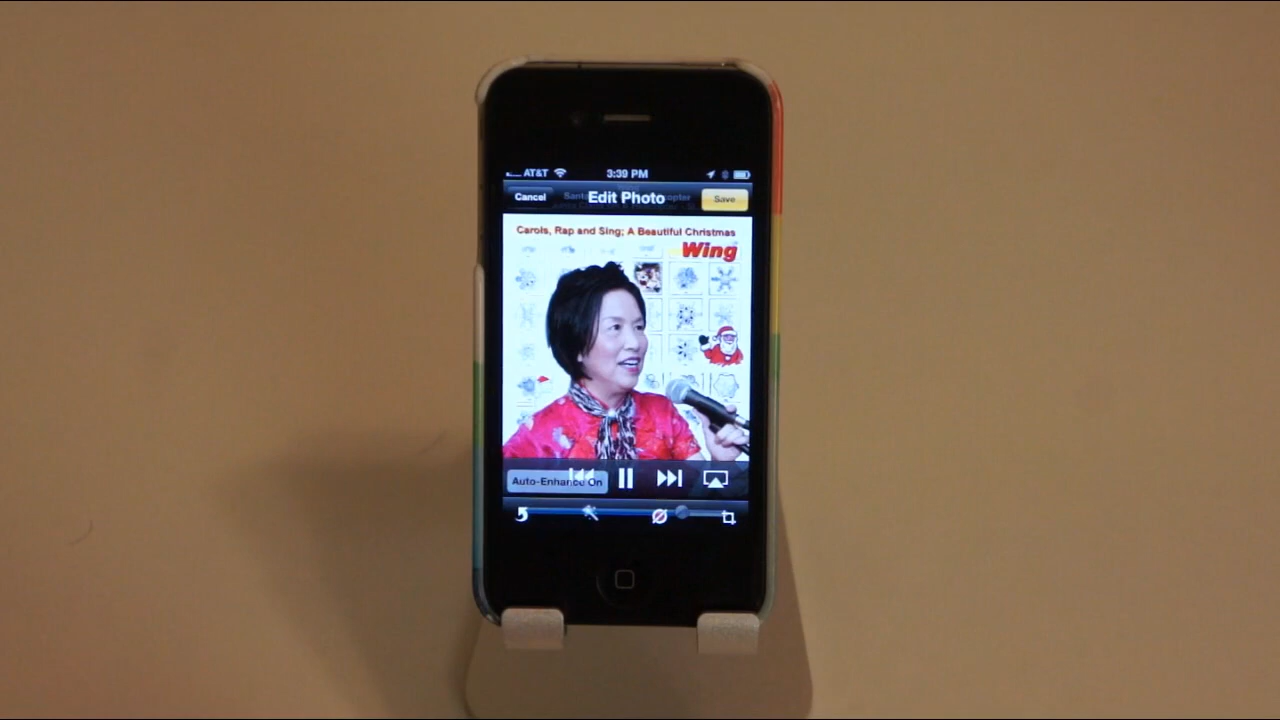 AT&T 3:39 PM
Cancel Edit Photo Save
Carols, Rap and Sing; A Beautiful Christmas
Wing
Auto-Enhance On